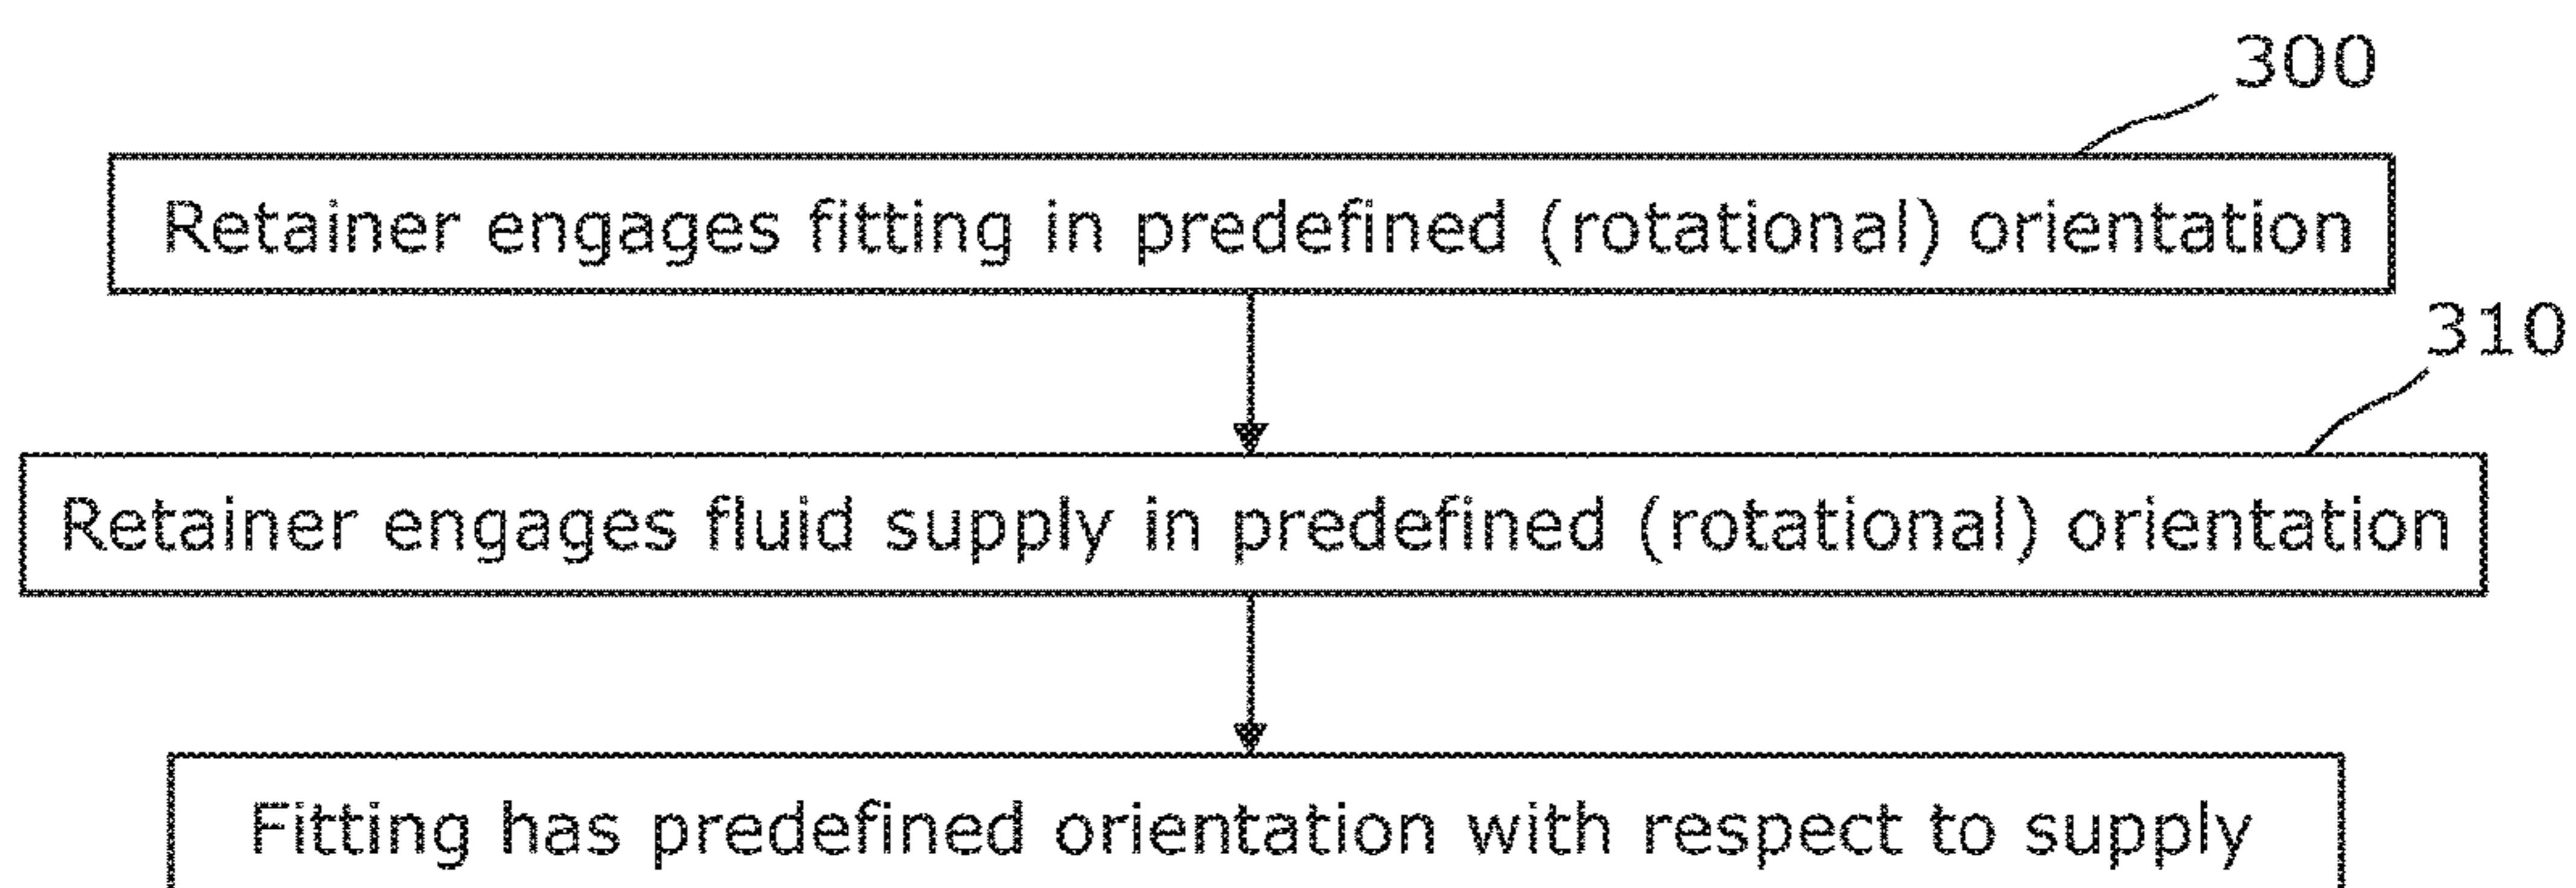 300
Retainer engages fitting in predefined (rotational) orientation
310
Retainer engages fluid supply in predefined (rotational) orientation
Fitting has predefined orientation with respect to supply